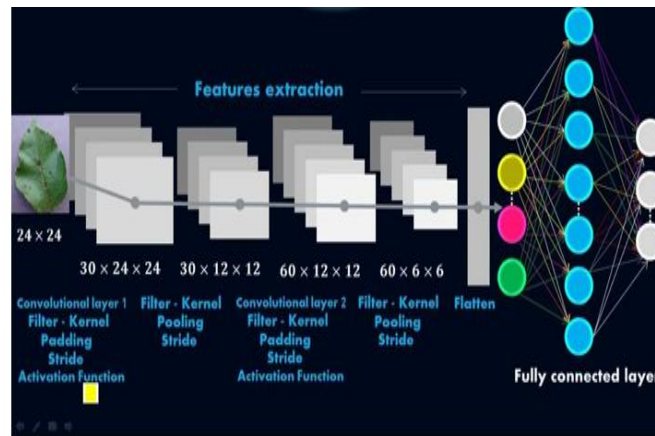 Features extraction
24 × 24
30 × 24 × 24
30 × 12 × 12
60 × 12 × 12
60 × 6 × 6
Convolutional layer 1
Filter - Kernel
Padding
Stride
Activation Function
Filter - Kernel
Pooling
Stride
Convolutional layer 2
Filter - Kernel
Padding
Stride
Activation Function
Filter - Kernel
Pooling
Stride
Flatten
Fully connected laye